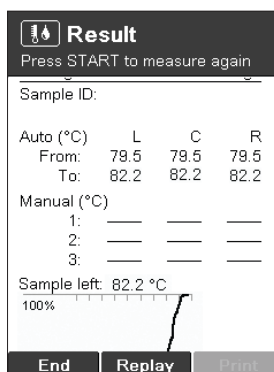 Result
Press START to measure again
Sample ID:
Auto (°C) L C R
From: 79.5 79.5 79.5
To: 82.2 82.2 82.2
Manual (°C)
1:
2:
3:
Sample left: 82.2 °C
100%
End Replay Print